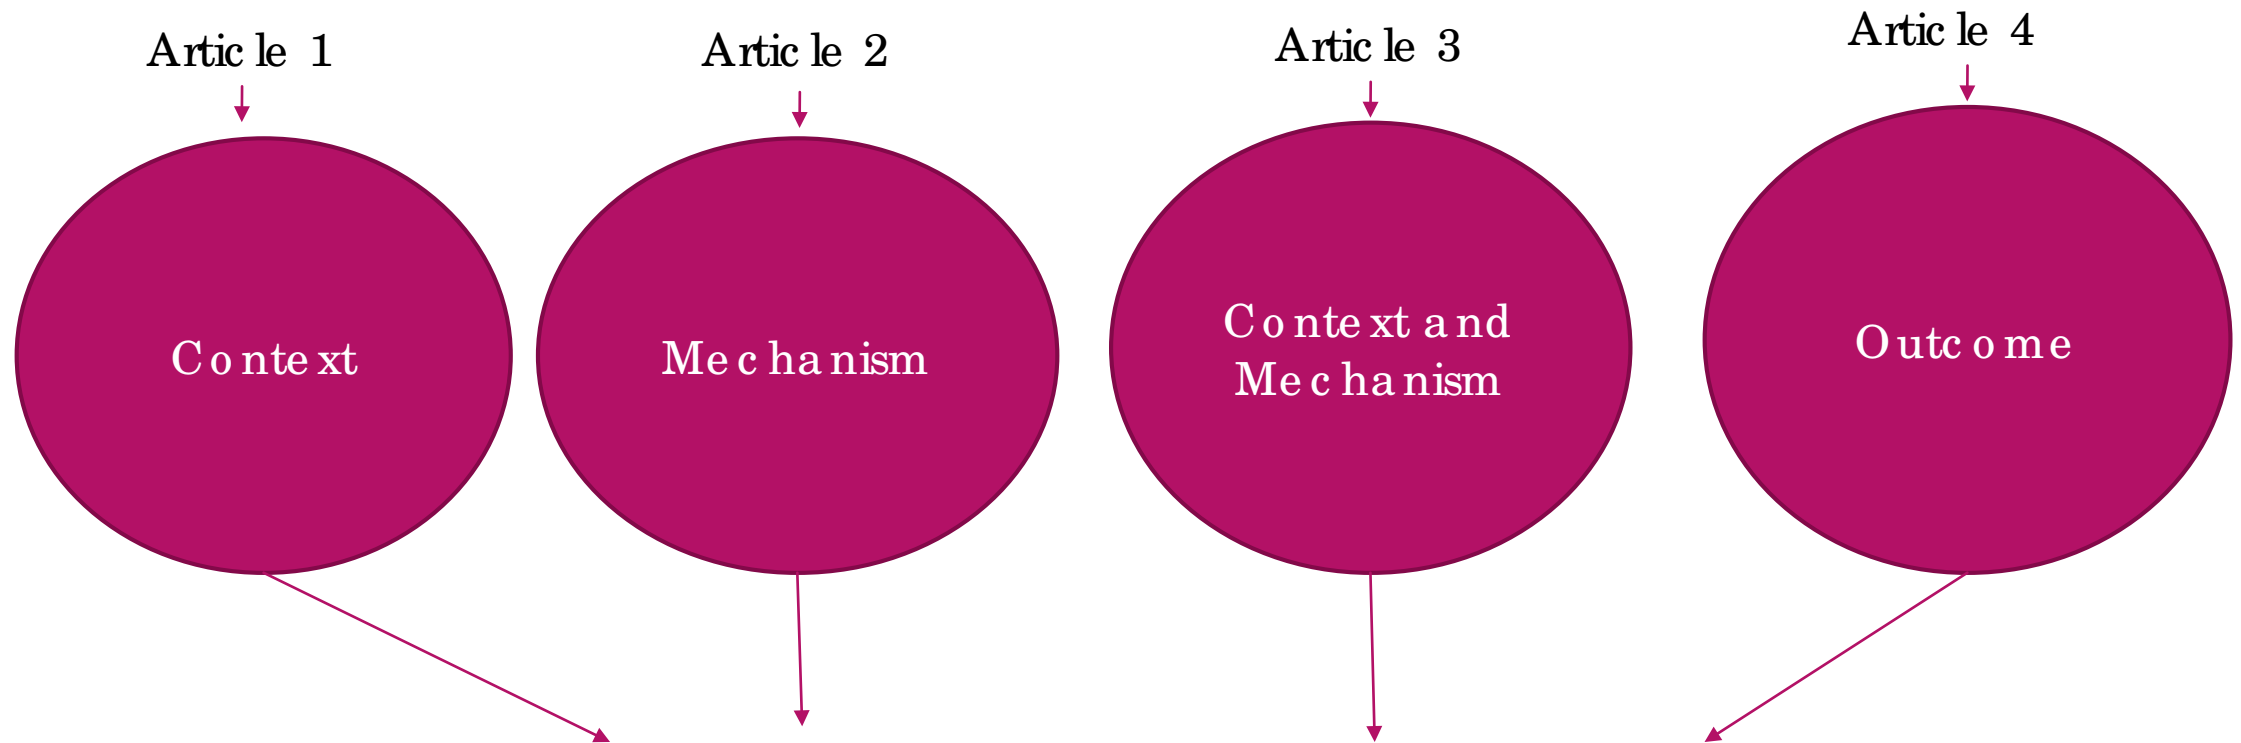 Article 1
Article 2
Article 3
Article 4
Context
Mechanism
Context and
Mechanism
Outcome